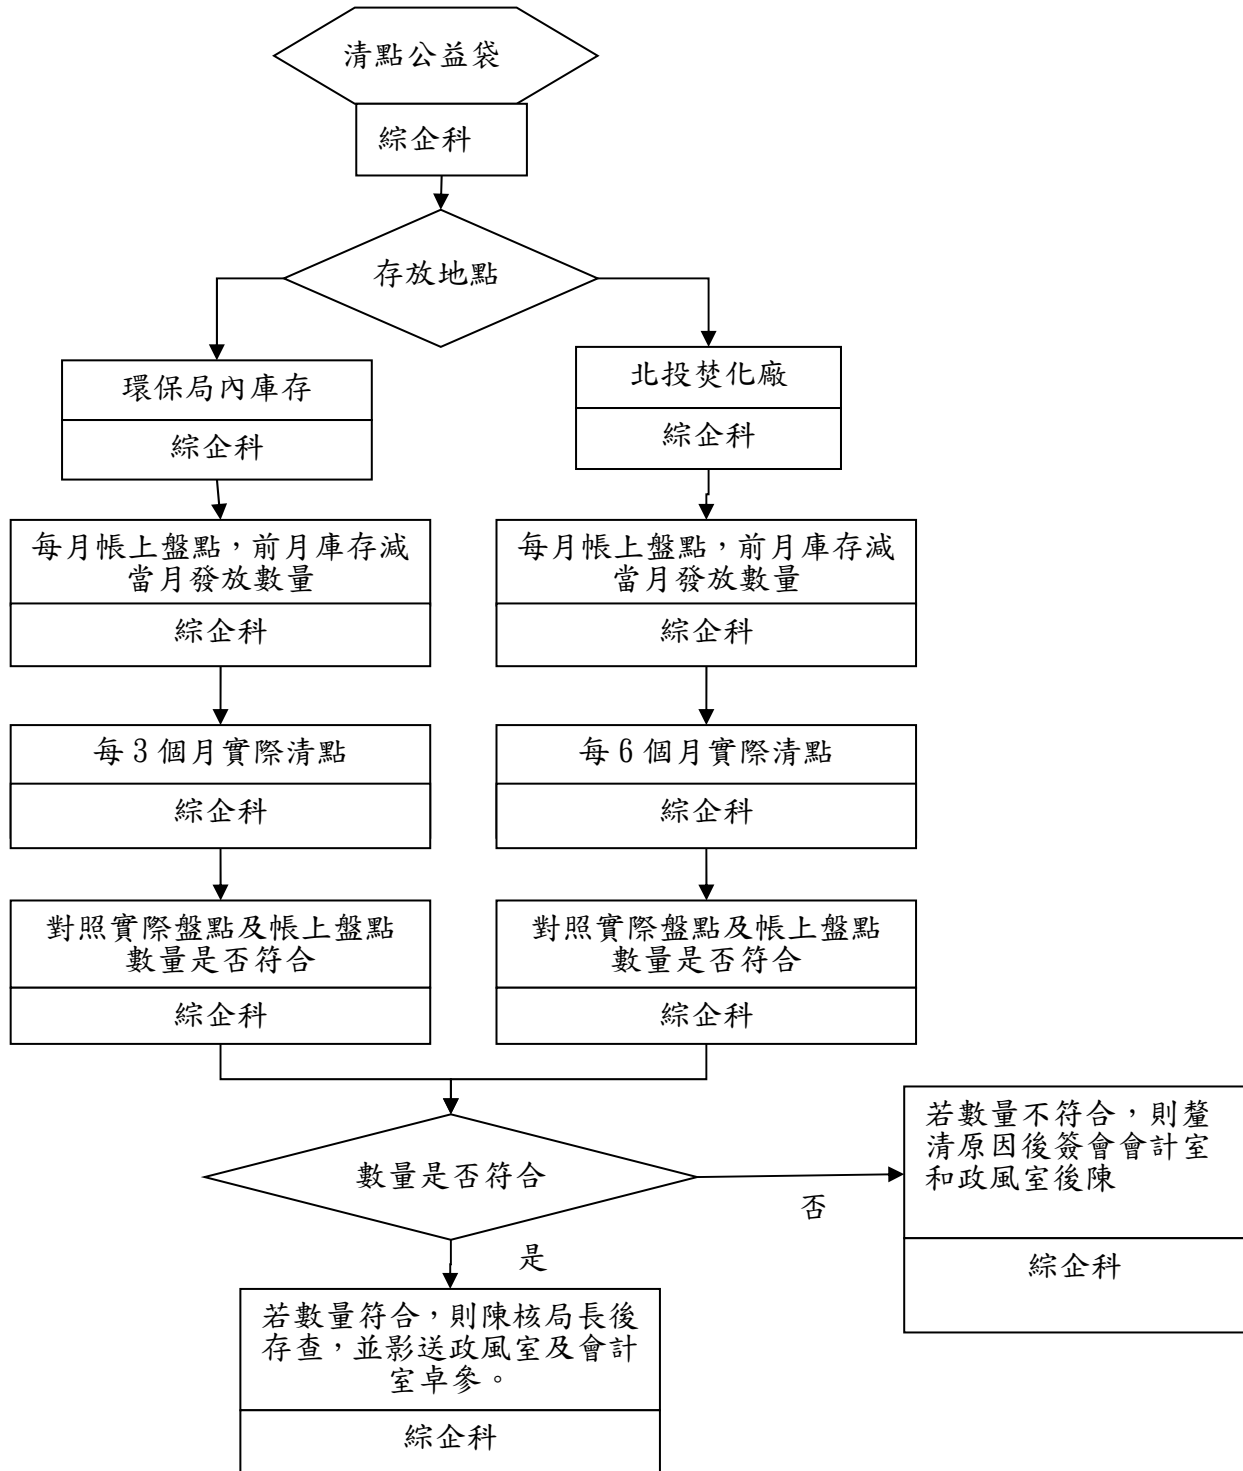 清點公益袋
綜企科
存放地點
環保局內庫存
綜企科
北投焚化廠
綜企科
每月帳上盤點，前月庫存減
當月發放數量
綜企科
每月帳上盤點，前月庫存減
當月發放數量
綜企科
每3個月實際清點
綜企科
每6個月實際清點
綜企科
對照實際盤點及帳上盤點
數量是否符合
綜企科
對照實際盤點及帳上盤點
數量是否符合
綜企科
數量是否符合
否
若數量不符合，則釐
清原因後簽會會計室
和政風室後陳
綜企科
是
若數量符合，則陳核局長後
存查，並影送政風室及會計
室卓參。
綜企科